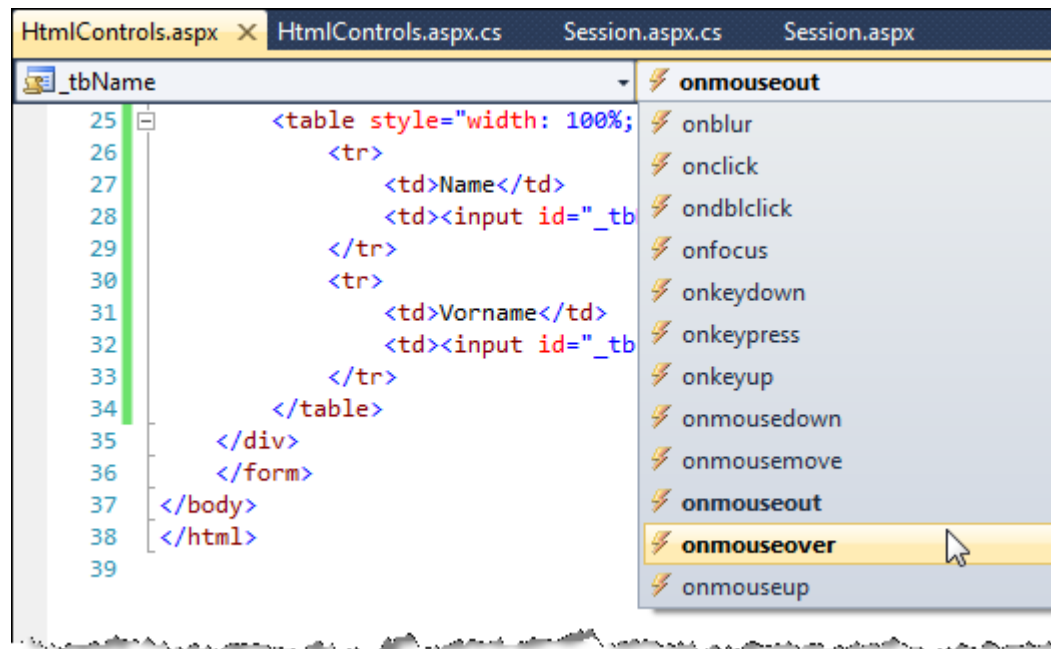 HtmlControls.aspx HtmlControls.aspx.cs Session.aspx.cs Session.aspx
_tbName onmouseout
25 <table style="width: 100%;
26 <tr>
27 <td>Name</td>
28 <td><input id="_tb
29 </tr>
30 <tr>
31 <td>Vorname</td>
32 <td><input id="_tb
33 </tr>
34 </table>
35 </div>
36 </form>
37 </body>
38 </html>
39
onblur
onclick
ondblclick
onfocus
onkeydown
onkeypress
onkeyup
onmousedown
onmousemove
onmouseout
onmouseover
onmouseup